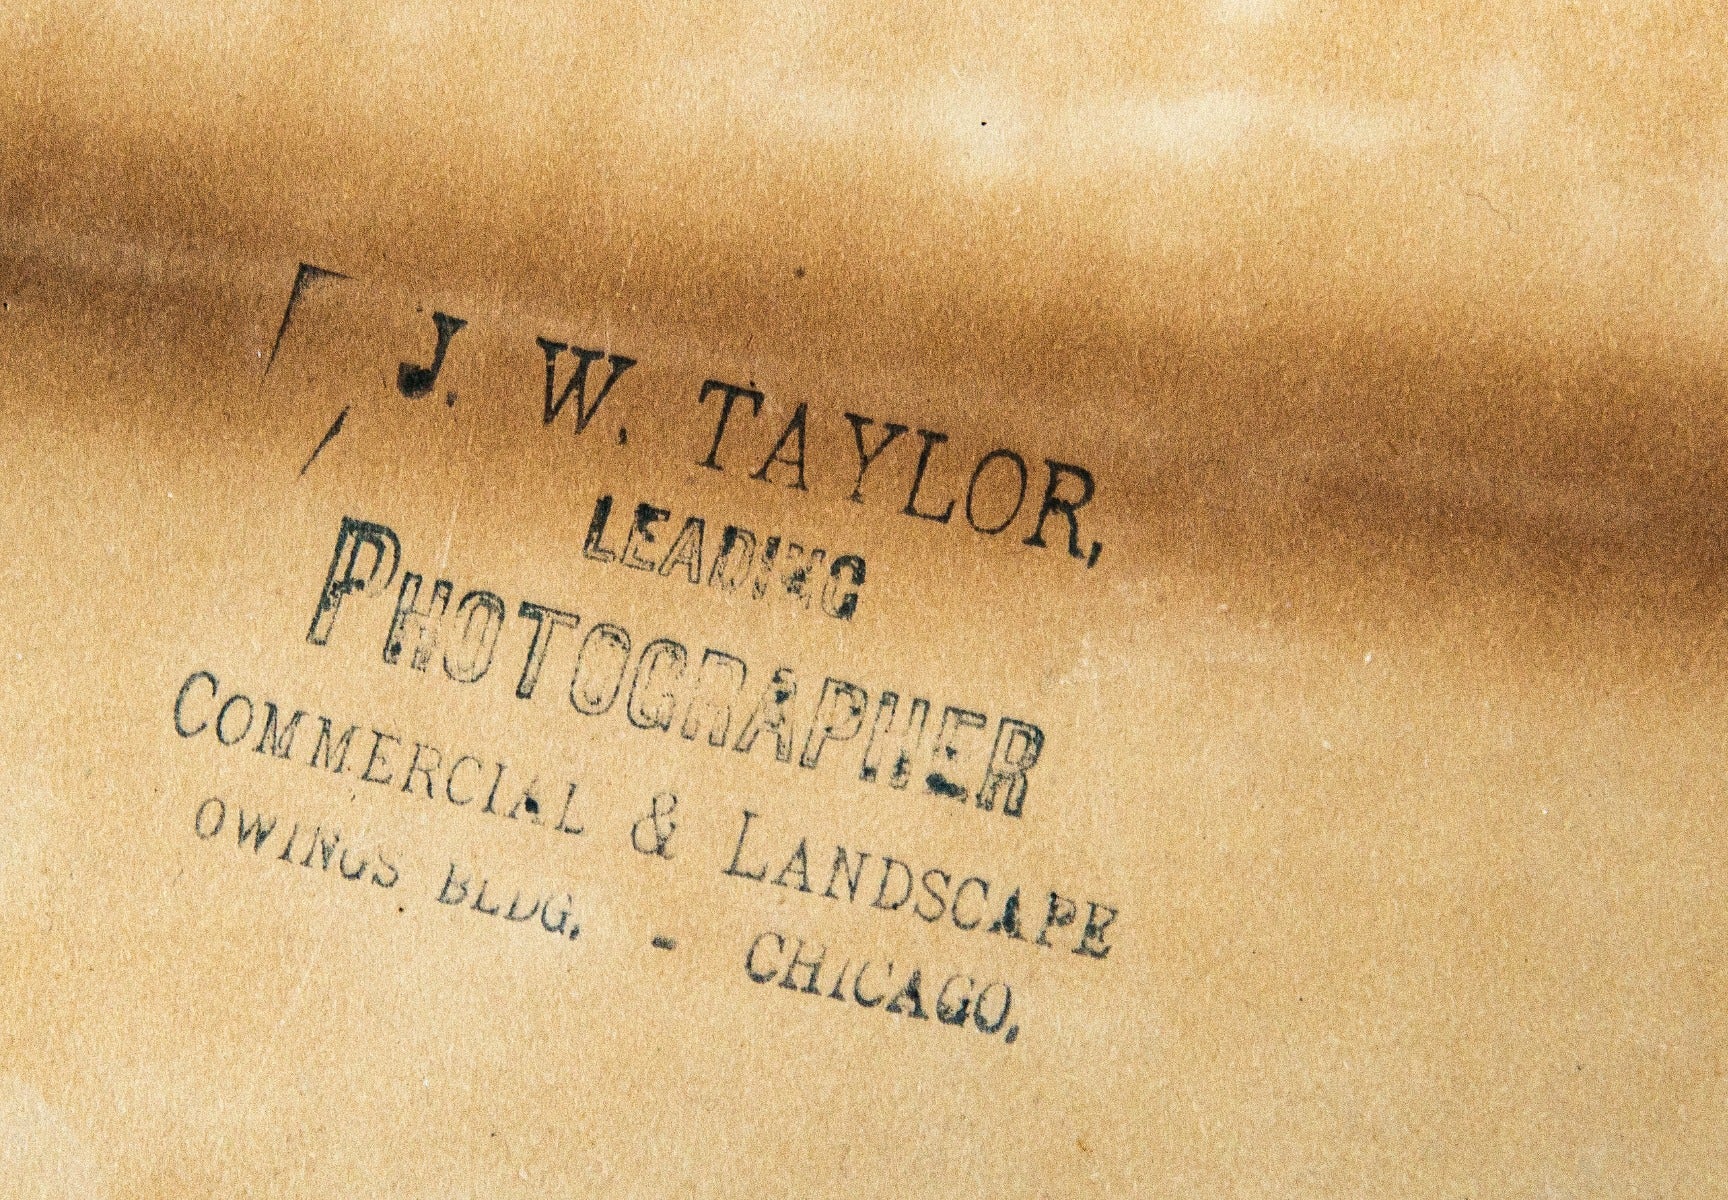 J. W. TAYLOR,
LEADING
PHOTOGRAPHER
COMMERCIAL & LANDSCAPE
OWINGS BLDG. - CHICAGO.